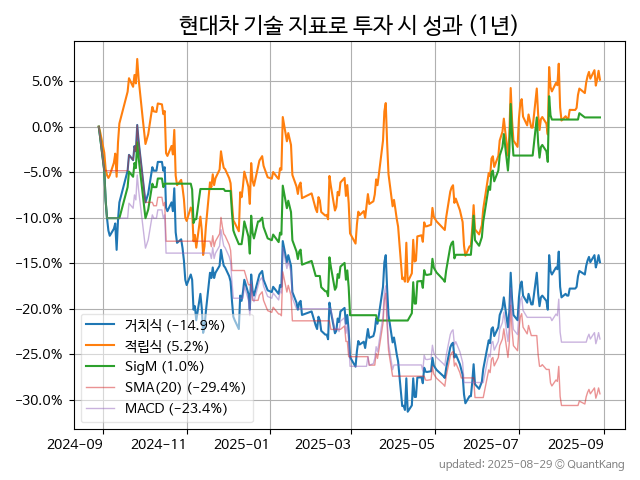 현대차 기술 지표로 투자 시 성과 (1년)
5.0%
0.0%
−5.0%
−10.0%
−15.0%
−20.0%
−25.0%
−30.0%
거치식 (−14.9%)
적립식 (5.2%)
SigM (1.0%)
SMA(20) (−29.4%)
MACD (−23.4%)
2024-09 2024-11 2025-01 2025-03 2025-05 2025-07 2025-09
updated: 2025-08-29 © QuantKang